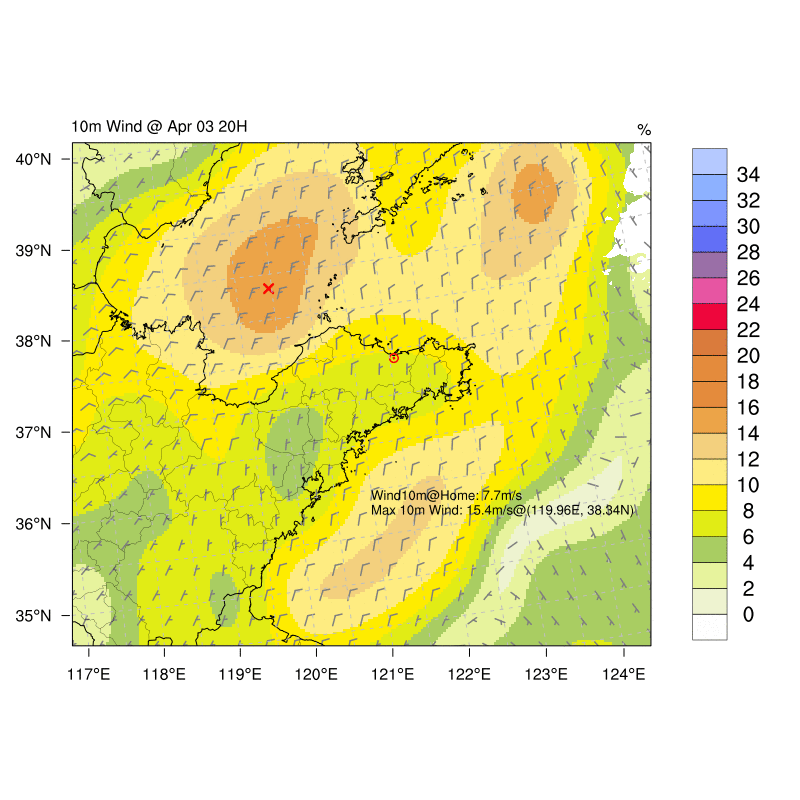 10m Wind @ Apr 03 20H
%
40°N
39°N
38°N
37°N
36°N
35°N
117°E
118°E
119°E
120°E
121°E
122°E
123°E
124°E
Wind10m@Home: 7.7m/s
Max 10m Wind: 15.4m/s@(119.96E, 38.34N)
34
32
30
28
26
24
22
20
18
16
14
12
10
8
6
4
2
0